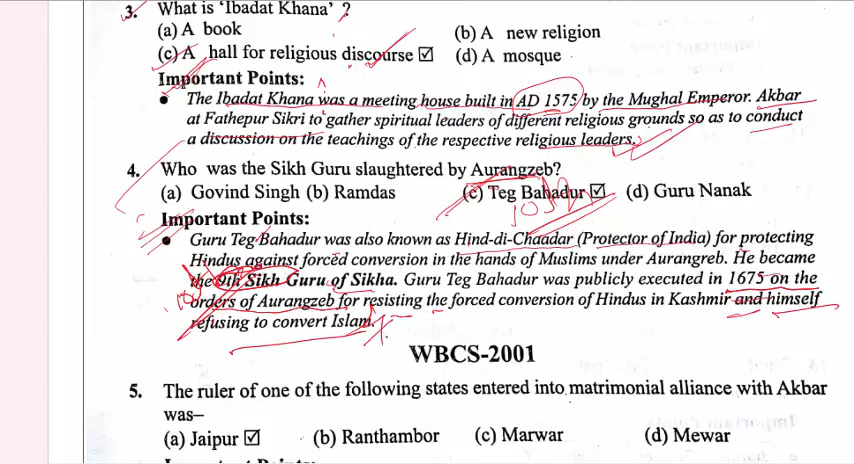 3. What is ‘Ibadat Khana’ ?
(a) A book (b) A new religion
(c) A hall for religious discourse ☑ (d) A mosque
Important Points:
• The Ibadat Khana was a meeting house built in AD 1575 by the Mughal Emperor. Akbar
at Fathepur Sikri to gather spiritual leaders of different religious grounds so as to conduct
a discussion on the teachings of the respective religious leaders.
4. Who was the Sikh Guru slaughtered by Aurangzeb?
(a) Govind Singh (b) Ramdas (c) Teg Bahadur ☑ (d) Guru Nanak
Important Points:
• Guru Teg Bahadur was also known as Hind-di-Chaadar (Protector of India) for protecting
Hindus against forced conversion in the hands of Muslims under Aurangreb. He became
the 9th Sikh Guru of Sikha. Guru Teg Bahadur was publicly executed in 1675 on the
orders of Aurangzeb for resisting the forced conversion of Hindus in Kashmir and himself
refusing to convert Islam.
WBCS-2001
5. The ruler of one of the following states entered into matrimonial alliance with Akbar
was–
(a) Jaipur ☑ (b) Ranthambor (c) Marwar (d) Mewar